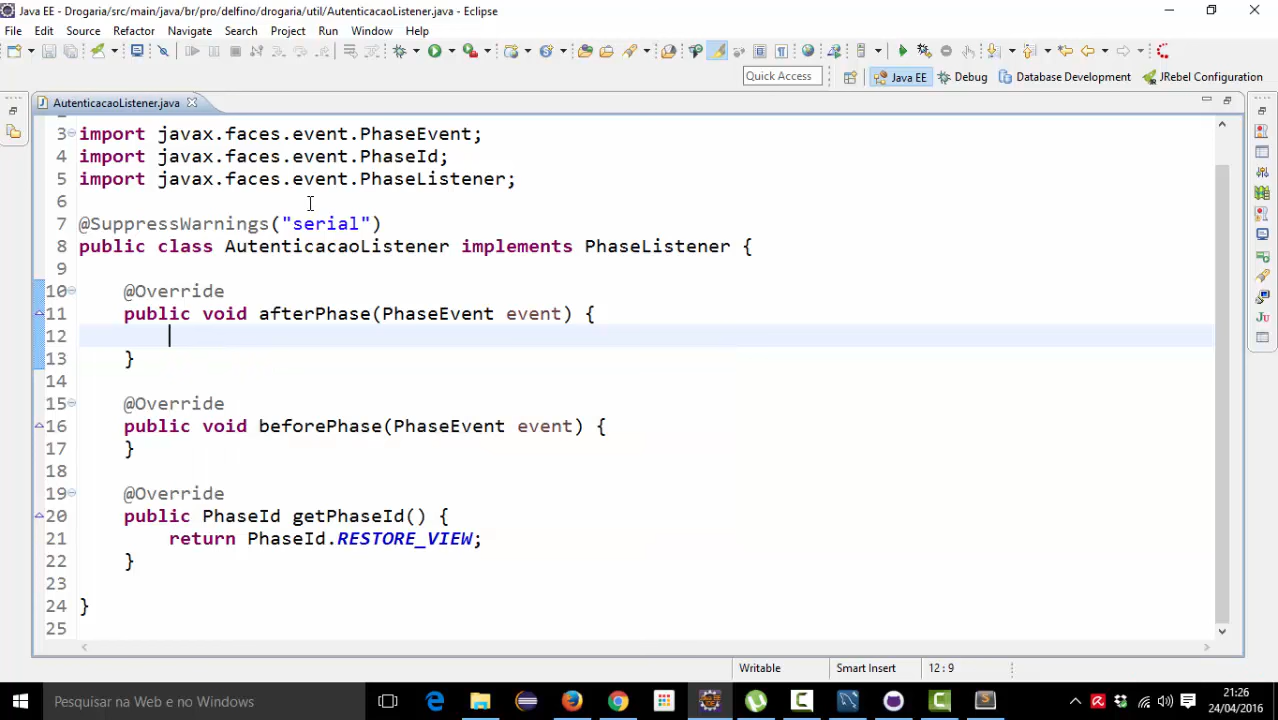 Java EE - Drogaria/src/main/java/br/pro/delfino/drogaria/util/AutenticacaoListener.java - Eclipse
File Edit Source Refactor Navigate Search Project Run Window Help
Quick Access Java EE Debug Database Development JRebel Configuration
AutenticacaoListener.java
3 import javax.faces.event.PhaseEvent;
4 import javax.faces.event.PhaseId;
5 import javax.faces.event.PhaseListener;
6
7 @SuppressWarnings("serial")
8 public class AutenticacaoListener implements PhaseListener {
9
10 @Override
11 public void afterPhase(PhaseEvent event) {
12
13 }
14
15 @Override
16 public void beforePhase(PhaseEvent event) {
17 }
18
19 @Override
20 public PhaseId getPhaseId() {
21 return PhaseId.RESTORE_VIEW;
22 }
23
24 }
25
Writable Smart Insert 12 : 9
Pesquisar na Web e no Windows
21:26
24/04/2016